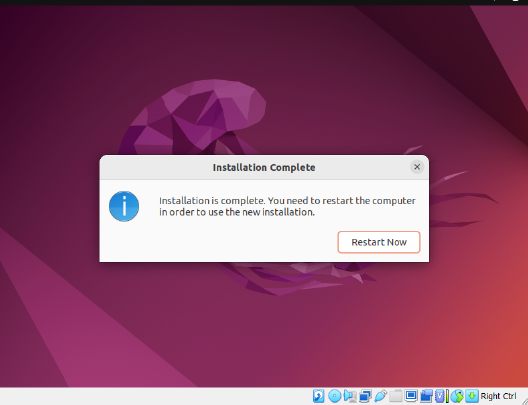 Installation Complete
Installation is complete. You need to restart the computer
in order to use the new installation.
Restart Now
Right Ctrl